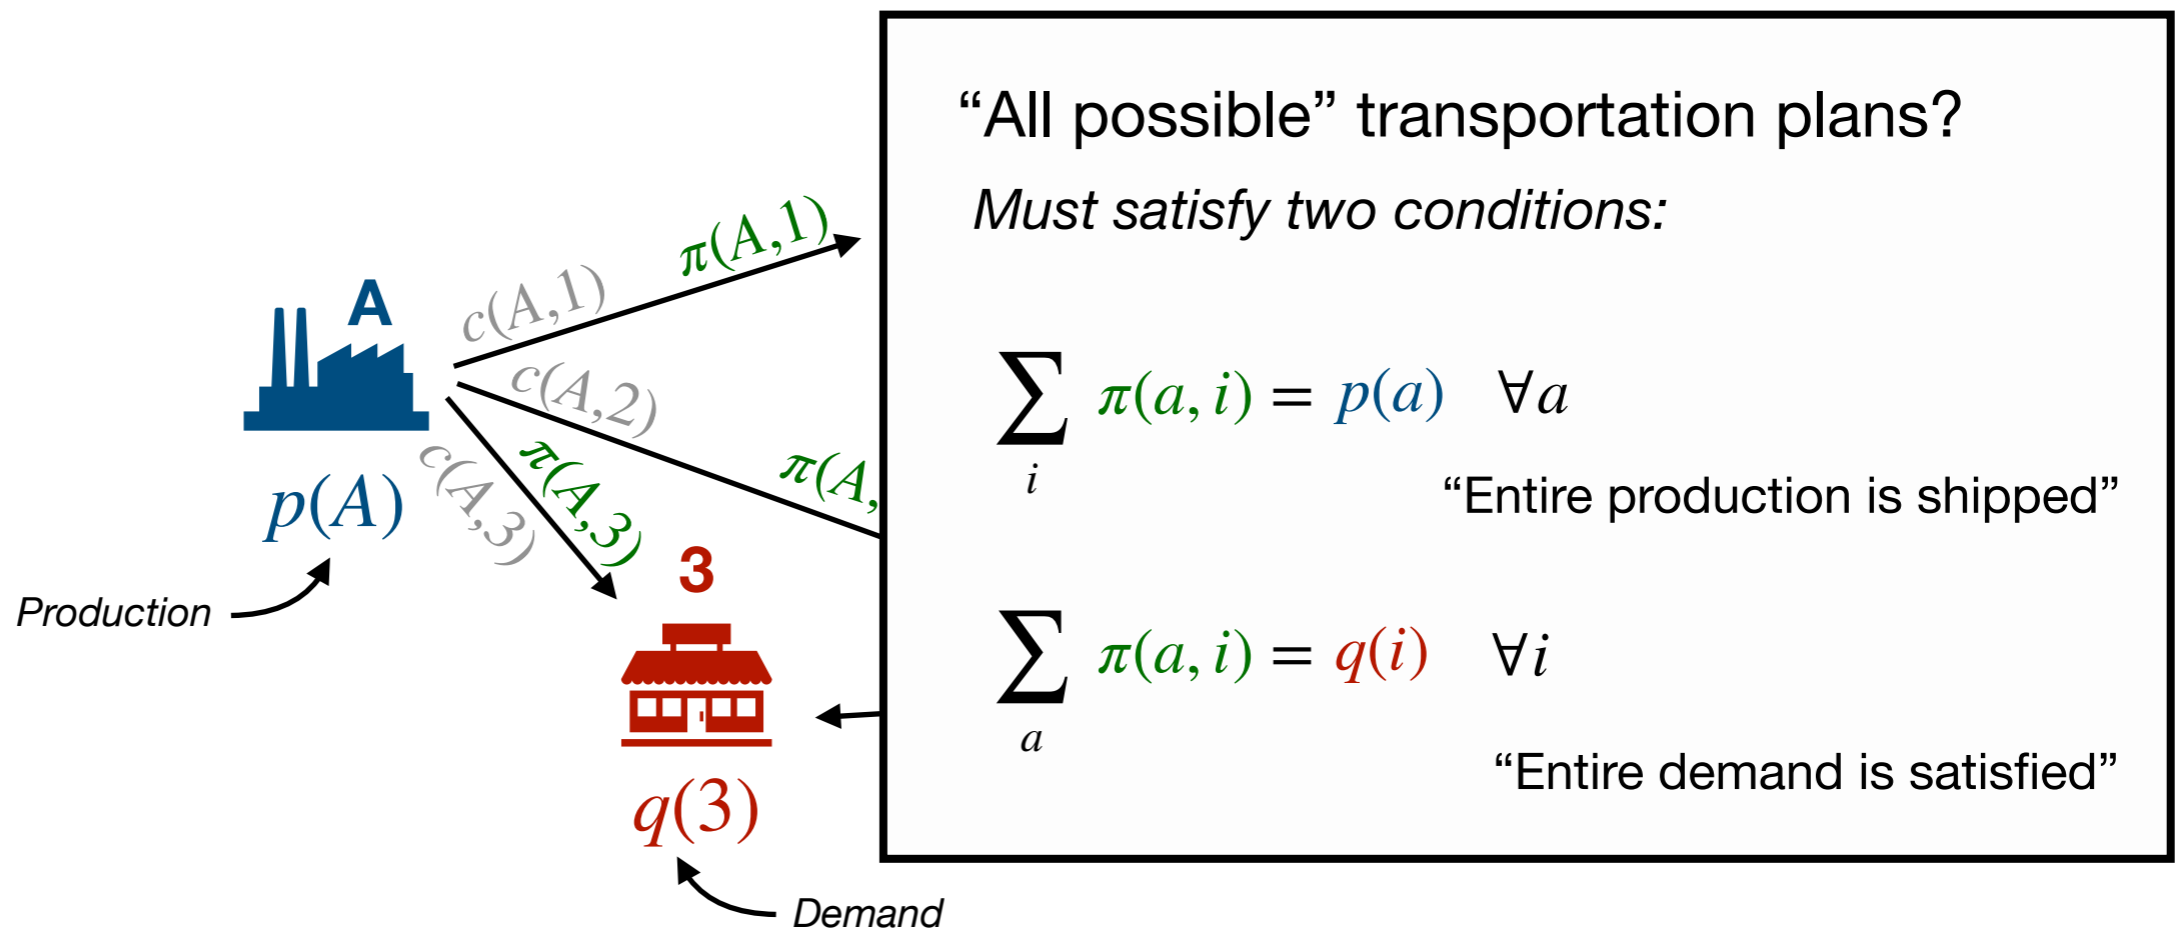 “All possible” transportation plans?
Must satisfy two conditions:
π(A,1)
c(A,1)
A
c(A,2)
π(A,
c(A,3)
π(A,3)
p(A)
Production
3
q(3)
Demand
∑ π(a, i) = p(a) ∀a
i
“Entire production is shipped”
∑ π(a, i) = q(i) ∀i
a
“Entire demand is satisfied”